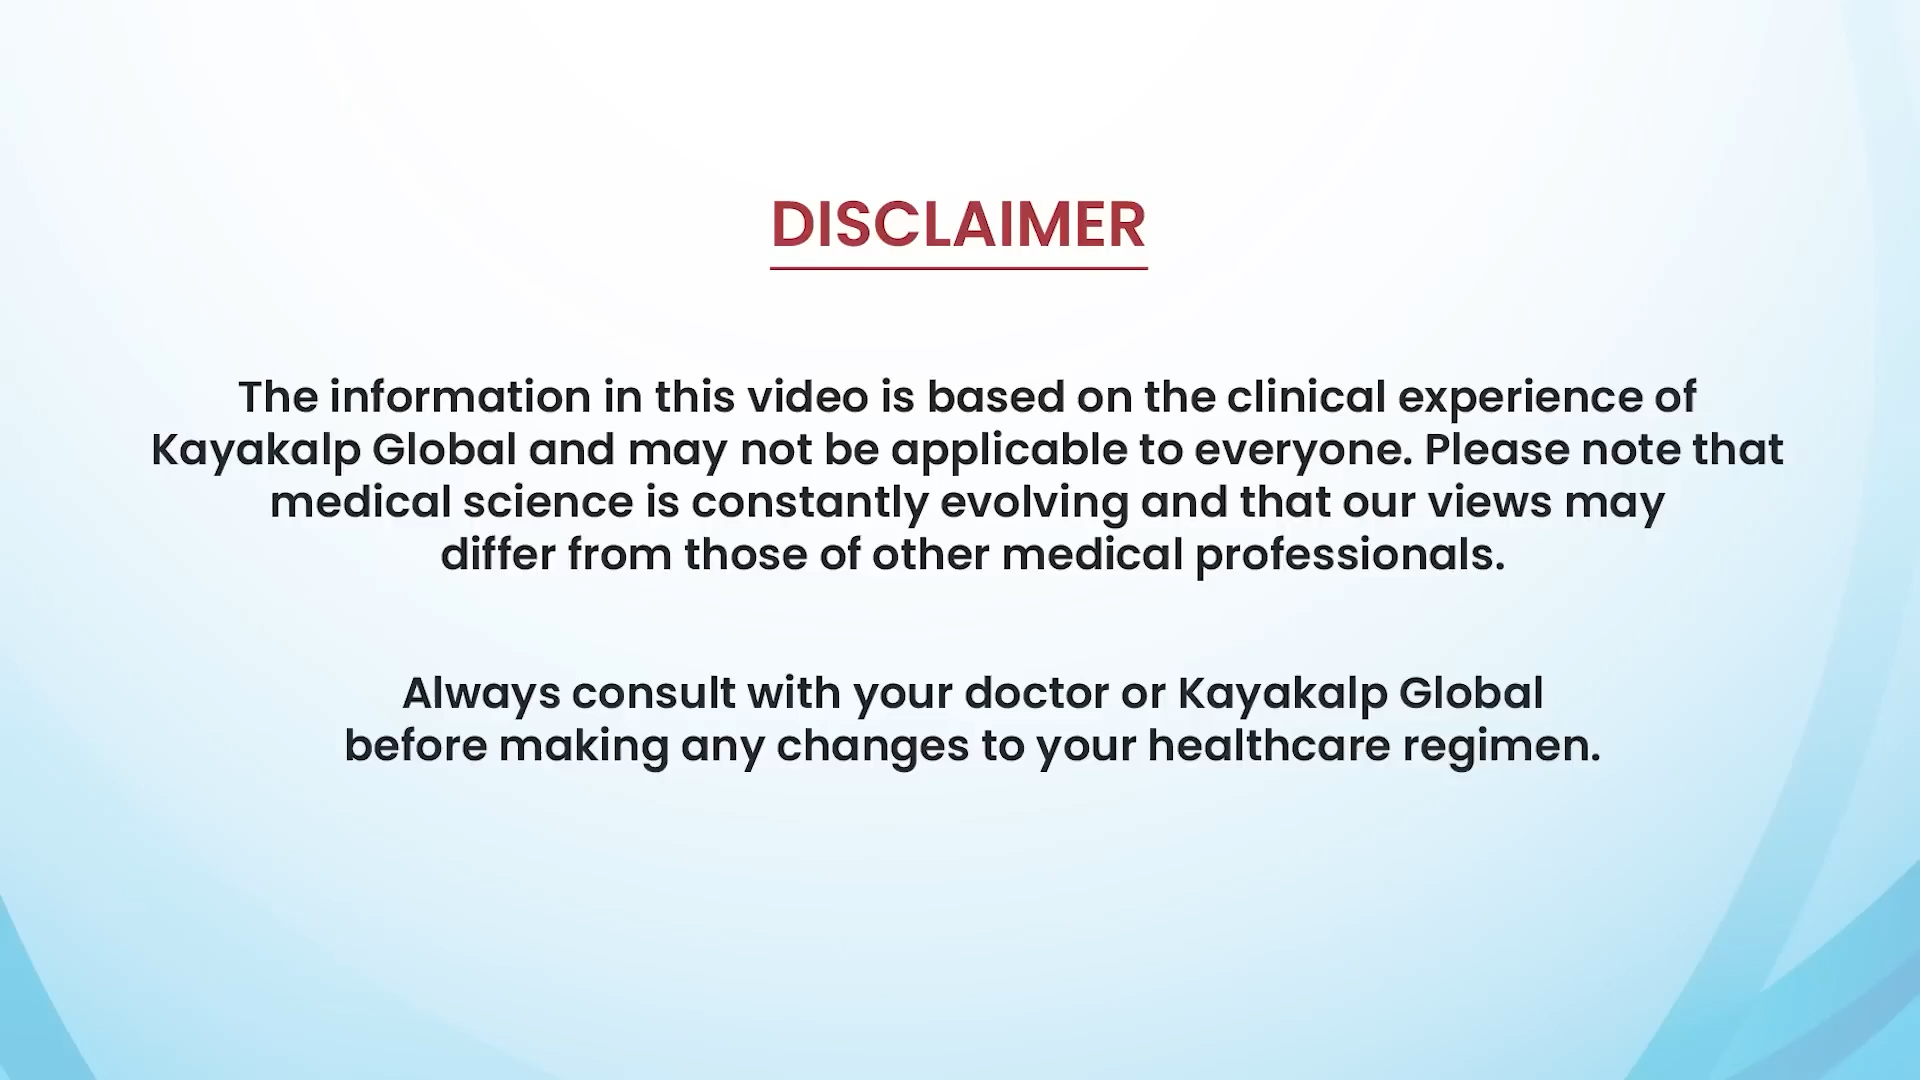 DISCLAIMER
The information in this video is based on the clinical experience of
Kayakalp Global and may not be applicable to everyone. Please note that
medical science is constantly evolving and that our views may
differ from those of other medical professionals.
Always consult with your doctor or Kayakalp Global
before making any changes to your healthcare regimen.